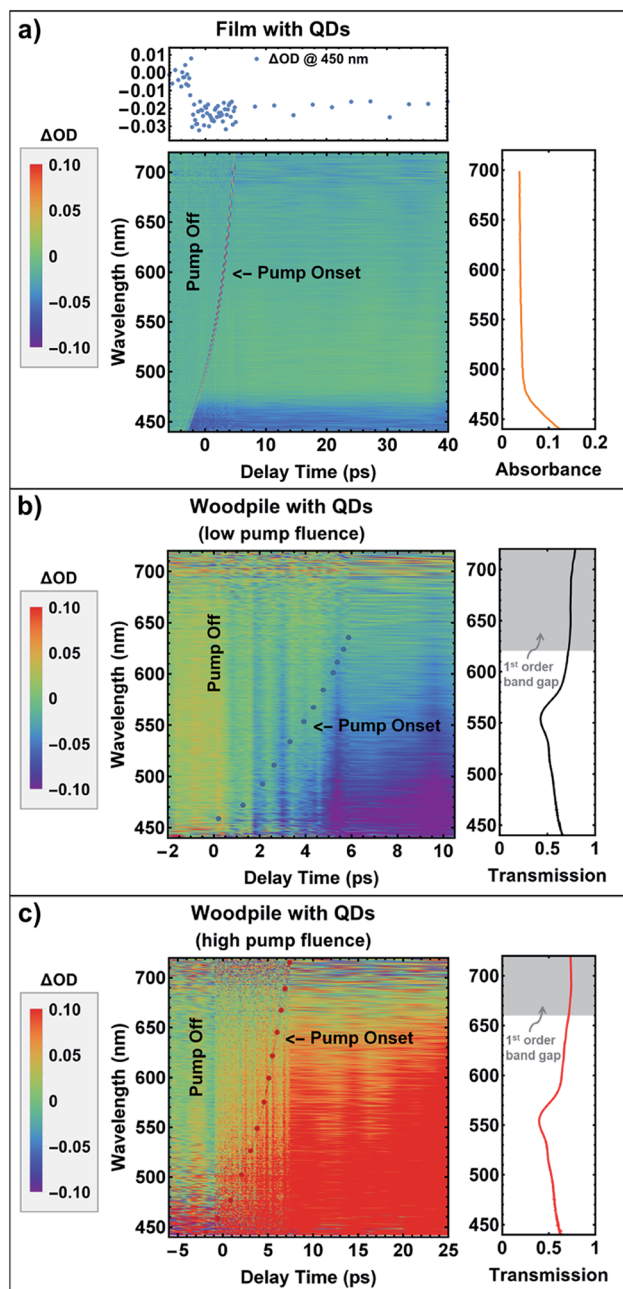 a)
Film with QDs
0.01
0.00
−0.01
−0.02
−0.03
ΔOD @ 450 nm
ΔOD
0.10
0.05
0
−0.05
−0.10
Wavelength (nm)
700
650
600
550
500
450
Pump Off
<- Pump Onset
0 10 20 30 40
Delay Time (ps)
700
650
600
550
500
450
0 0.1 0.2
Absorbance
b)
Woodpile with QDs
(low pump fluence)
ΔOD
0.10
0.05
0
−0.05
−0.10
Wavelength (nm)
700
650
600
550
500
450
Pump Off
<- Pump Onset
−2 0 2 4 6 8 10
Delay Time (ps)
700
650
600
550
500
450
1st order
band gap
0 0.5 1
Transmission
c)
Woodpile with QDs
(high pump fluence)
ΔOD
0.10
0.05
0
−0.05
−0.10
Wavelength (nm)
700
650
600
550
500
450
Pump Off
<- Pump Onset
−5 0 5 10 15 20 25
Delay Time (ps)
700
650
600
550
500
450
1st order
band gap
0 0.5 1
Transmission